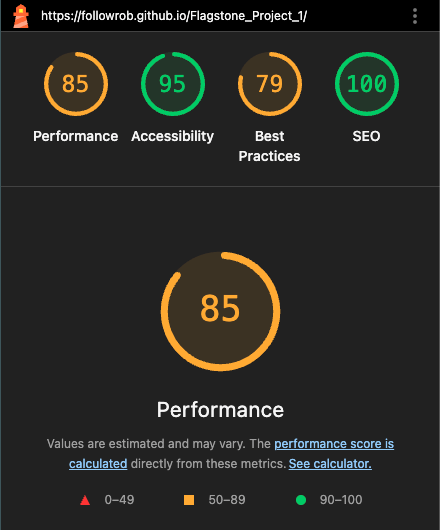 https://followrob.github.io/Flagstone_Project_1/
85 95 79 100
Performance Accessibility Best Practices SEO
85
Performance
Values are estimated and may vary. The performance score is
calculated directly from these metrics. See calculator.
0–49 50–89 90–100